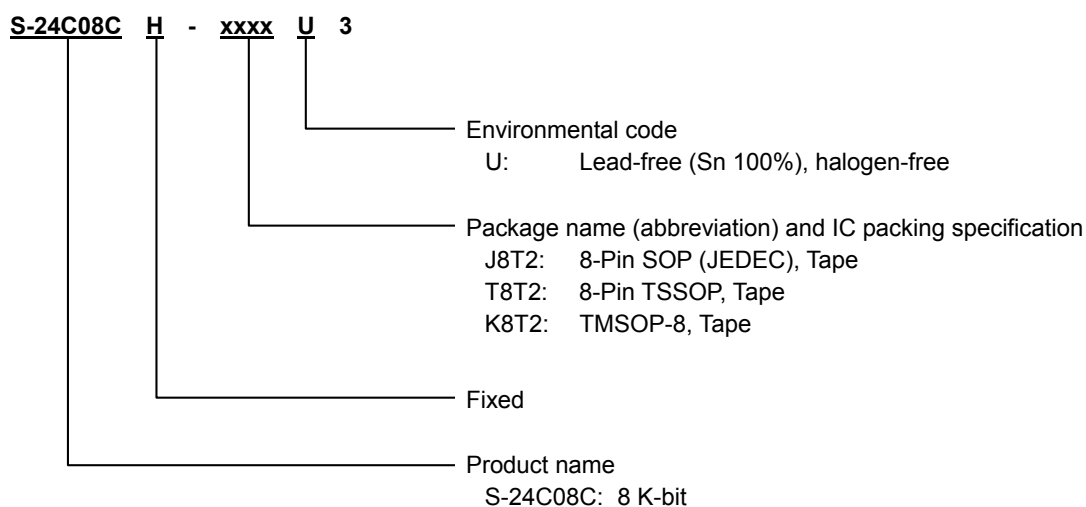 S-24C08C H - xxxx U 3
Environmental code
U: Lead-free (Sn 100%), halogen-free
Package name (abbreviation) and IC packing specification
J8T2: 8-Pin SOP (JEDEC), Tape
T8T2: 8-Pin TSSOP, Tape
K8T2: TMSOP-8, Tape
Fixed
Product name
S-24C08C: 8 K-bit